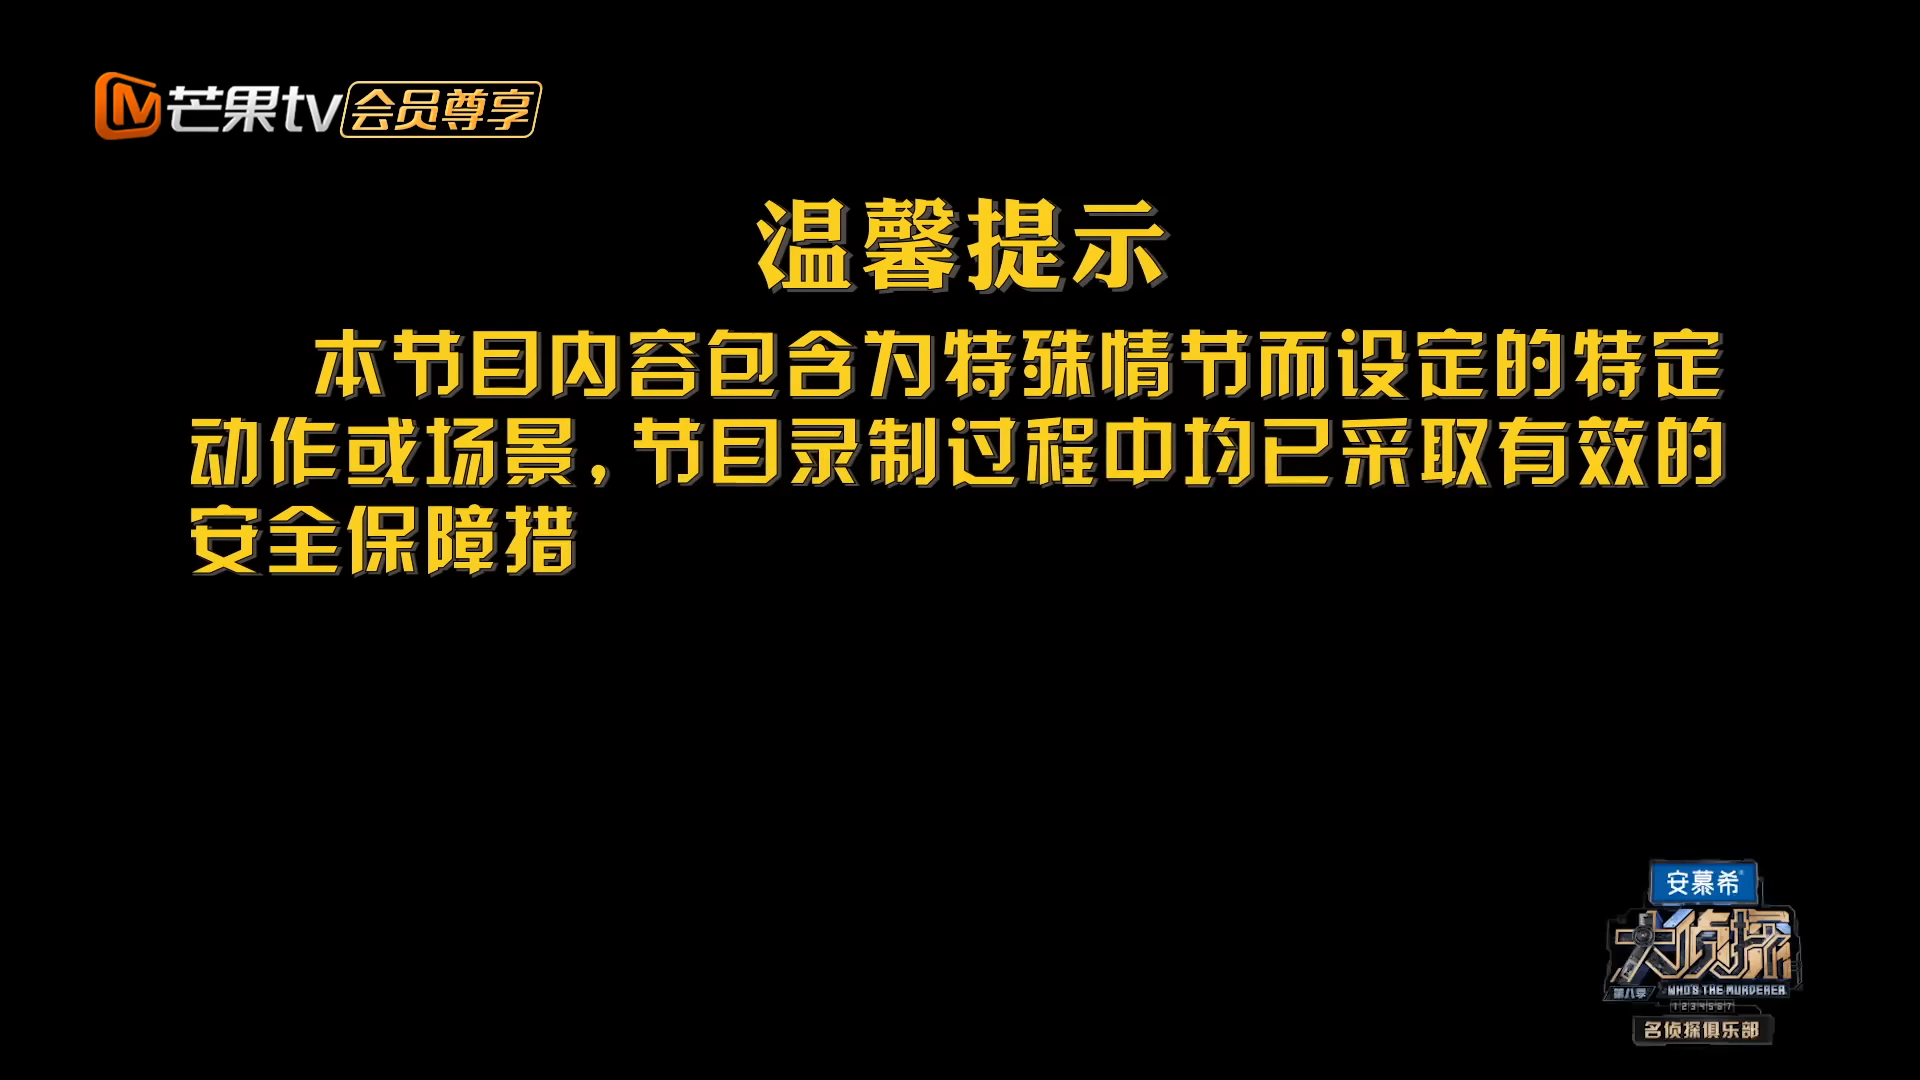 芒果tv会员尊享
温馨提示
本节目内容包含为特殊情节而设定的特定
动作或场景，节目录制过程中均已采取有效的
安全保障措
安慕希®
大侦探
第八季 WHO'S THE MURDERER
1234567
名侦探俱乐部